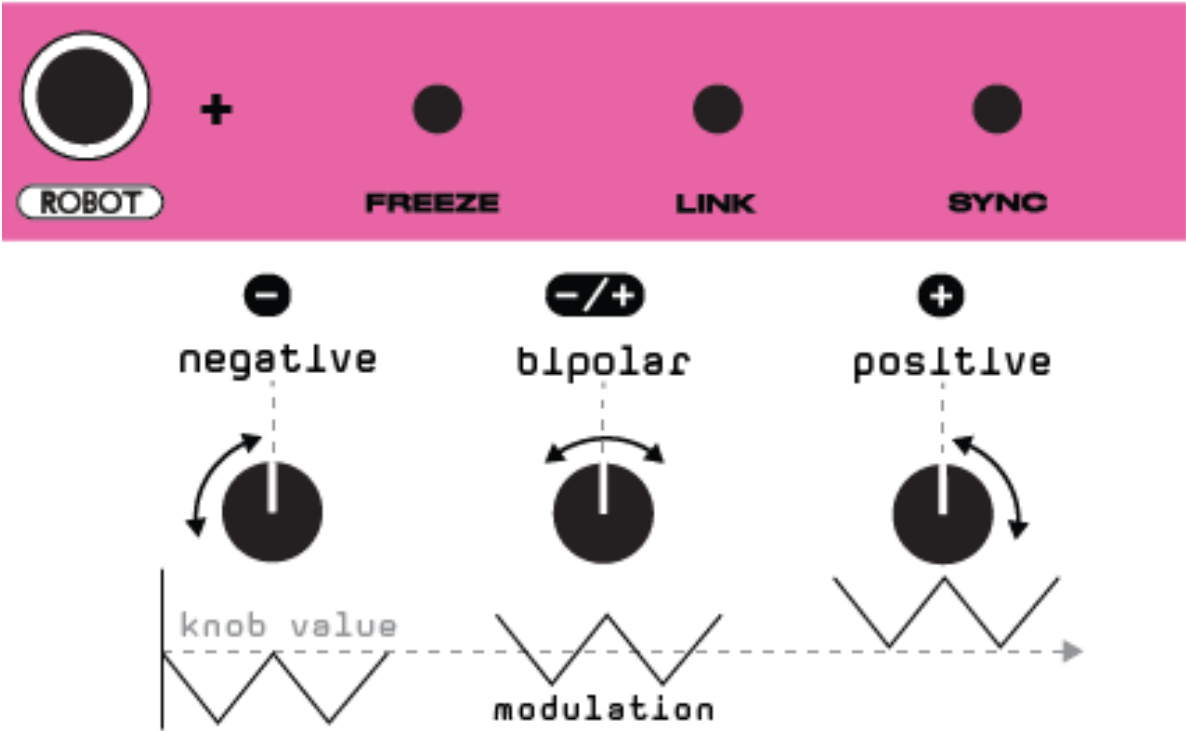 +
ROBOT FREEZE LINK SYNC
- -/+ +
negative bipolar positive
knob value
modulation